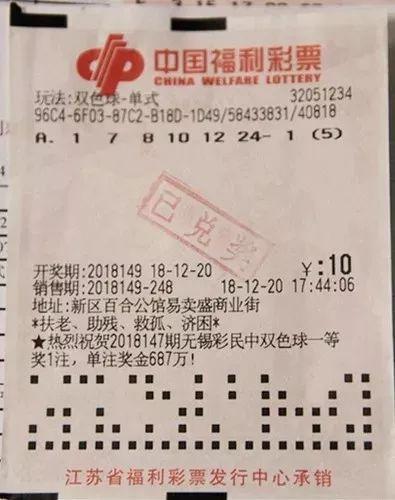 中国福利彩票
CHINA WELFARE LOTTERY
玩法:双色球-单式 32051234
96C4-6F03-87C2-B18D-1D49/58433831/40818
A. 1 7 8 10 12 24- 1 (5)
已兑奖
开奖期:2018149 18-12-20 ¥:10
销售期:2018149-248 18-12-20 17:44:06
地址:新区百合公馆易卖盛商业街
*扶老、助残、救孤、济困*
★热烈祝贺2018147期无锡彩民中双色球一等
奖1注，单注奖金687万!
江苏省福利彩票发行中心承销